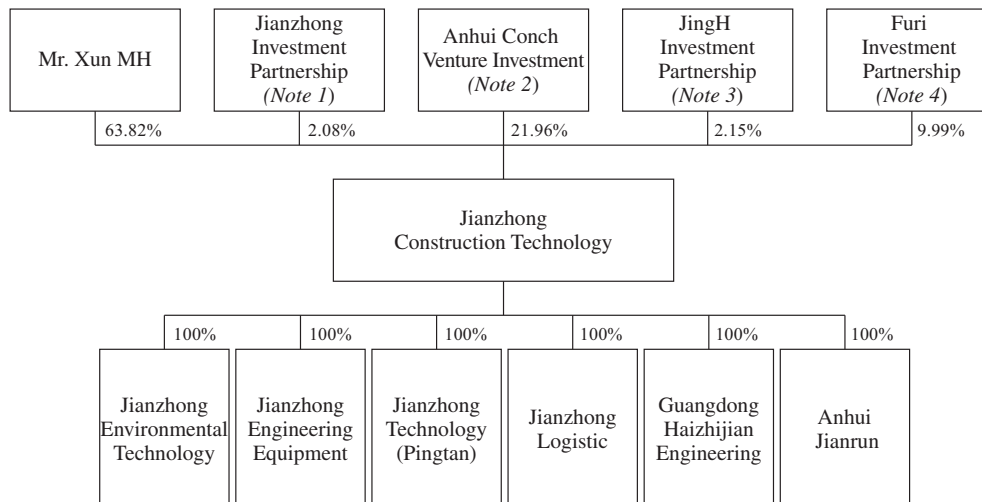 Mr. Xun MH
Jianzhong
Investment
Partnership
(Note 1)
Anhui Conch
Venture Investment
(Note 2)
JingH
Investment
Partnership
(Note 3)
Furi
Investment
Partnership
(Note 4)
63.82%
2.08%
21.96%
2.15%
9.99%
Jianzhong
Construction Technology
100%
100%
100%
100%
100%
100%
Jianzhong
Environmental
Technology
Jianzhong
Engineering
Equipment
Jianzhong
Technology
(Pingtan)
Jianzhong
Logistic
Guangdong
Haizhijian
Engineering
Anhui
Jianrun